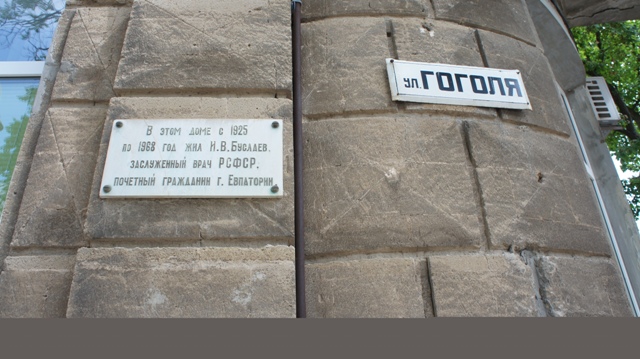 В ЭТОМ ДОМЕ С 1925
ПО 1968 ГОД ЖИЛ Н.В.БУСЛАЕВ.
ЗАСЛУЖЕННЫЙ ВРАЧ РСФСР,
ПОЧЕТНЫЙ ГРАЖДАНИН Г. ЕВПАТОРИИ
ул. ГОГОЛЯ